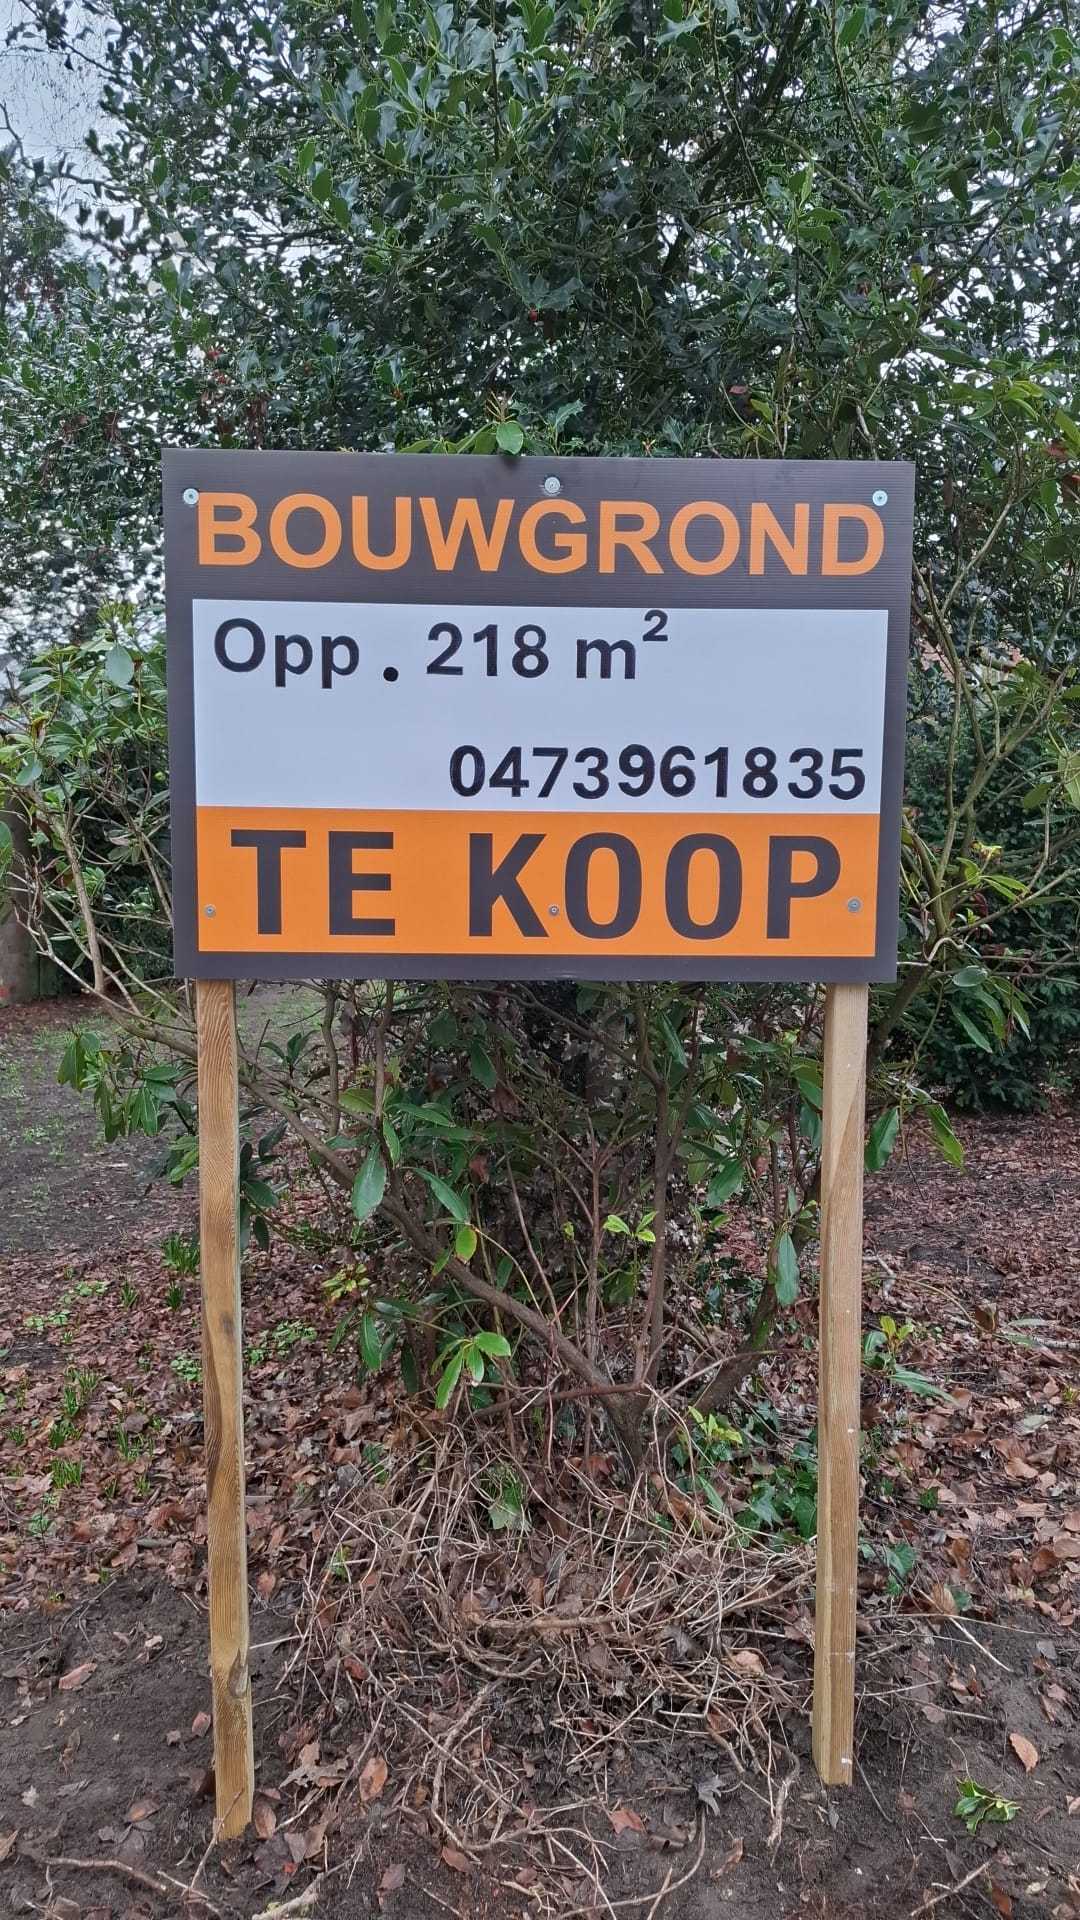 BOUWGROND
Opp . 218 m²
0473961835
TE KOOP